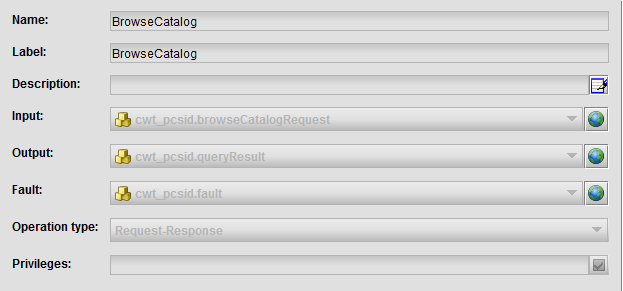 Name: BrowseCatalog
Label: BrowseCatalog
Description:
Input: cwt_pcsid.browseCatalogRequest
Output: cwt_pcsid.queryResult
Fault: cwt_pcsid.fault
Operation type: Request-Response
Privileges: